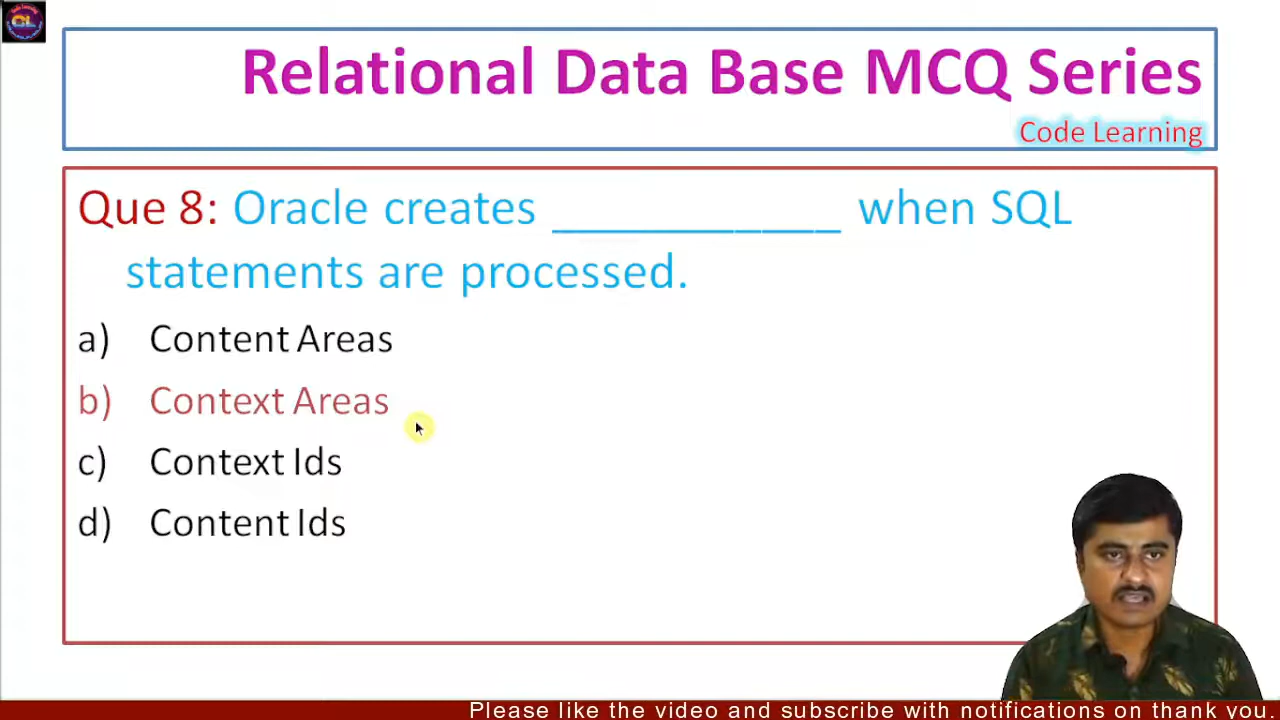 Relational Data Base MCQ Series
Code Learning
Que 8: Oracle creates ___________ when SQL
statements are processed.
a) Content Areas
b) Context Areas
c) Context Ids
d) Content Ids
Please like the video and subscribe with notifications on thank you.